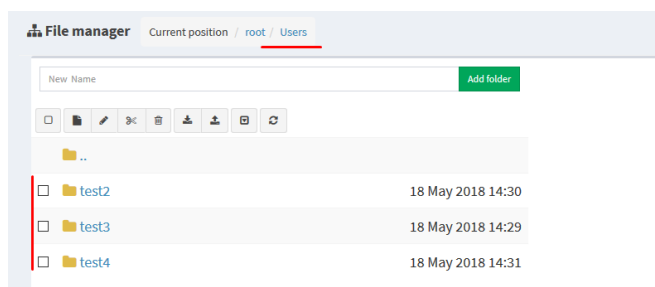 File manager Current position / root / Users
New Name Add folder
..
test2 18 May 2018 14:30
test3 18 May 2018 14:29
test4 18 May 2018 14:31